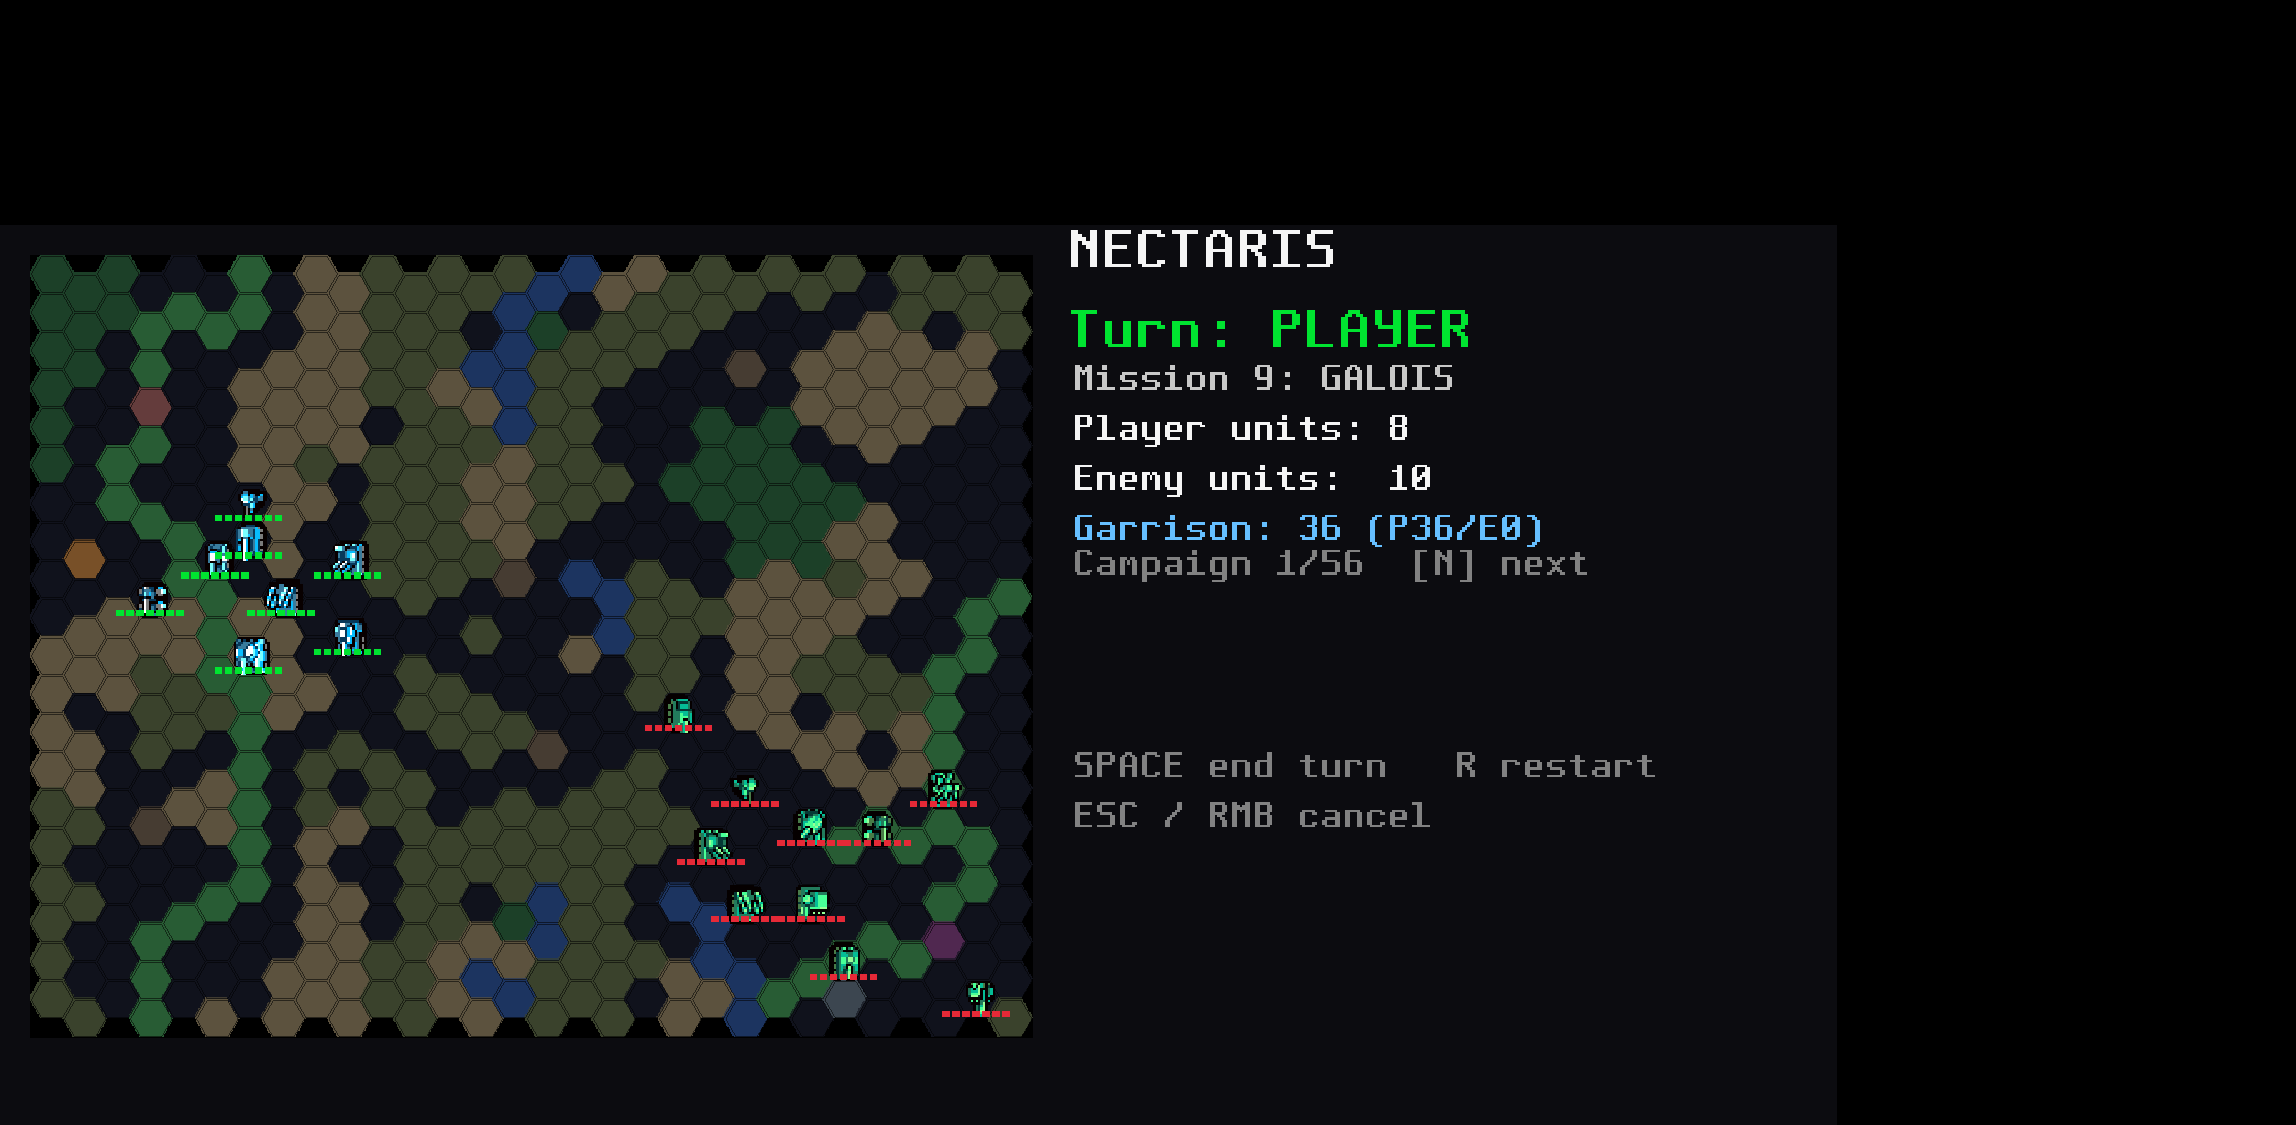 NECTARIS
Turn: PLAYER
Mission 9: GALOIS
Player units: 8
Enemy units:  10
Garrison: 36 (P36/E0)
Campaign 1/56  [N] next
SPACE end turn   R restart
ESC / RMB cancel